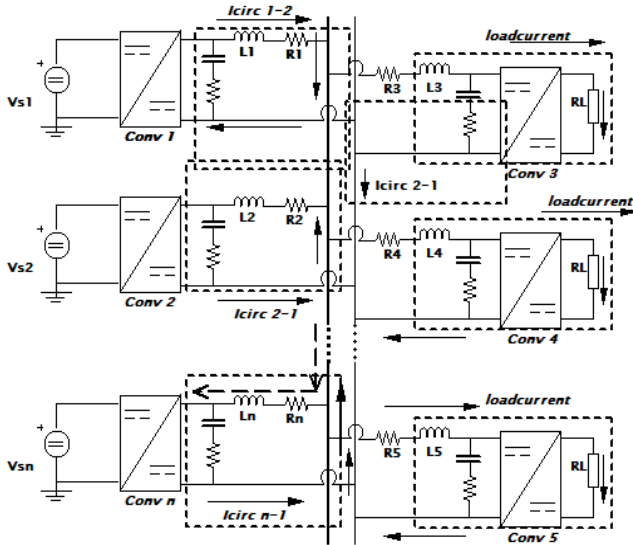 Icirc 1-2
loadcurrent
L1
R1
Vs1
+
Conv 1
R3
L3
RL
Conv 3
Icirc 2-1
loadcurrent
L2
R2
Vs2
+
Conv 2
Icirc 2-1
R4
L4
RL
Conv 4
loadcurrent
Ln
Rn
Vsn
+
Conv n
Icirc n-1
R5
L5
RL
Conv 5